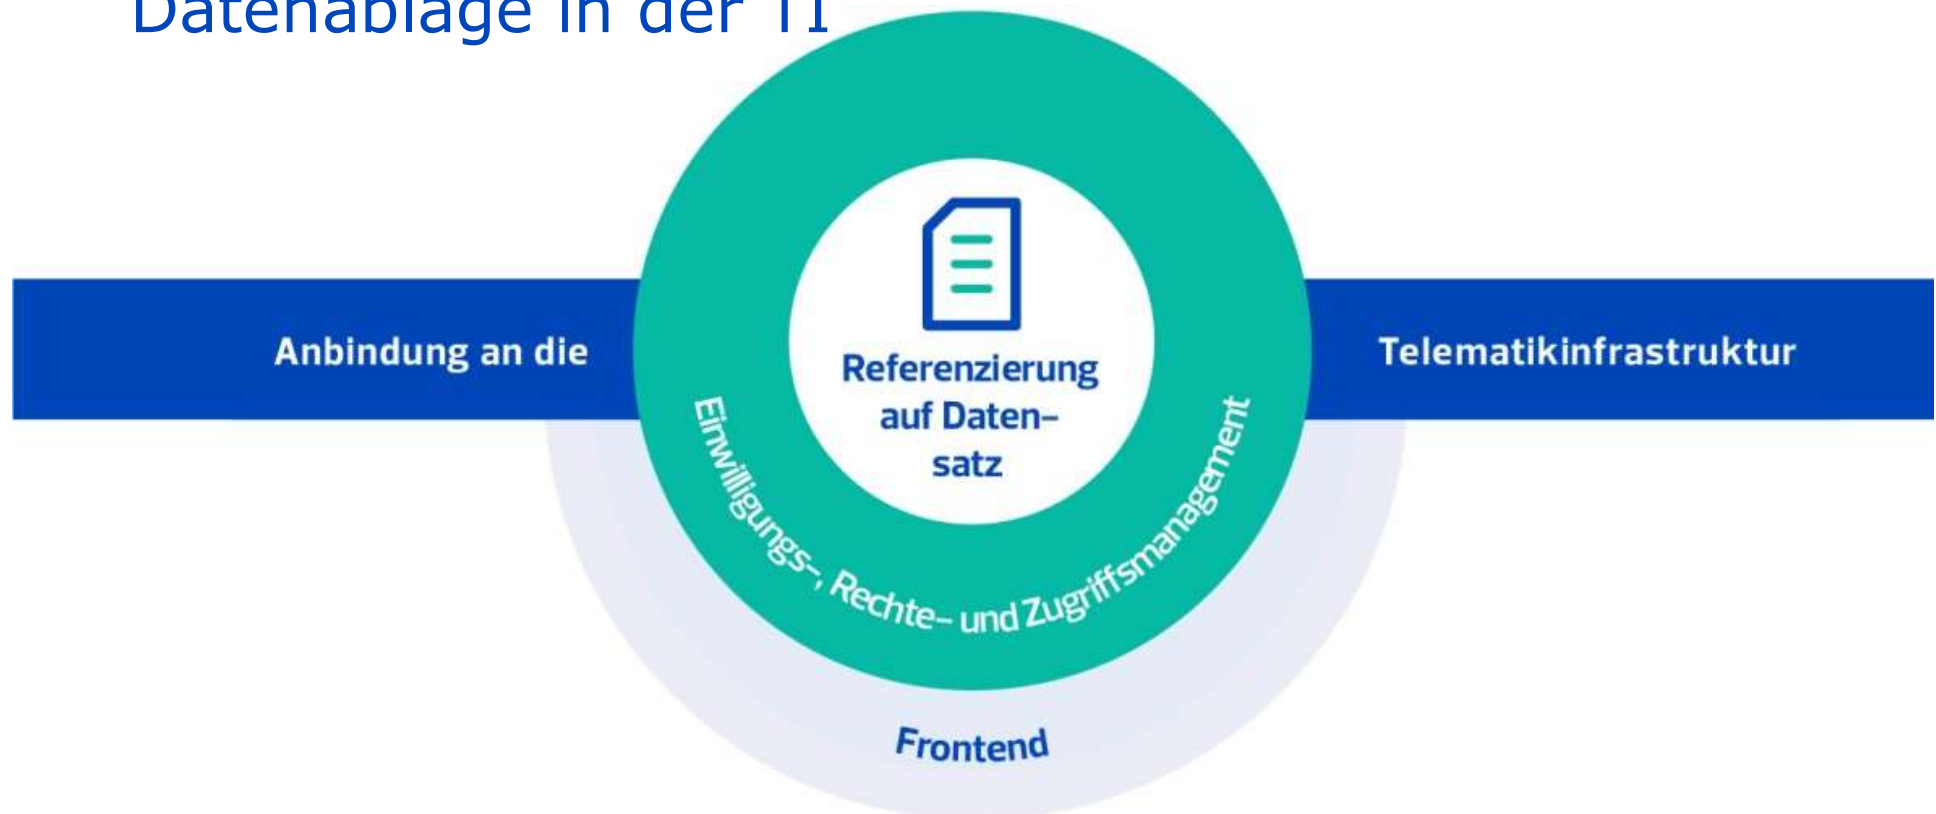 Datenablage in der TI
Anbindung an die
Telematikinfrastruktur
Referenzierung
auf Daten-
satz
Einwilligungs-, Rechte- und Zugriffsmanagement
Frontend